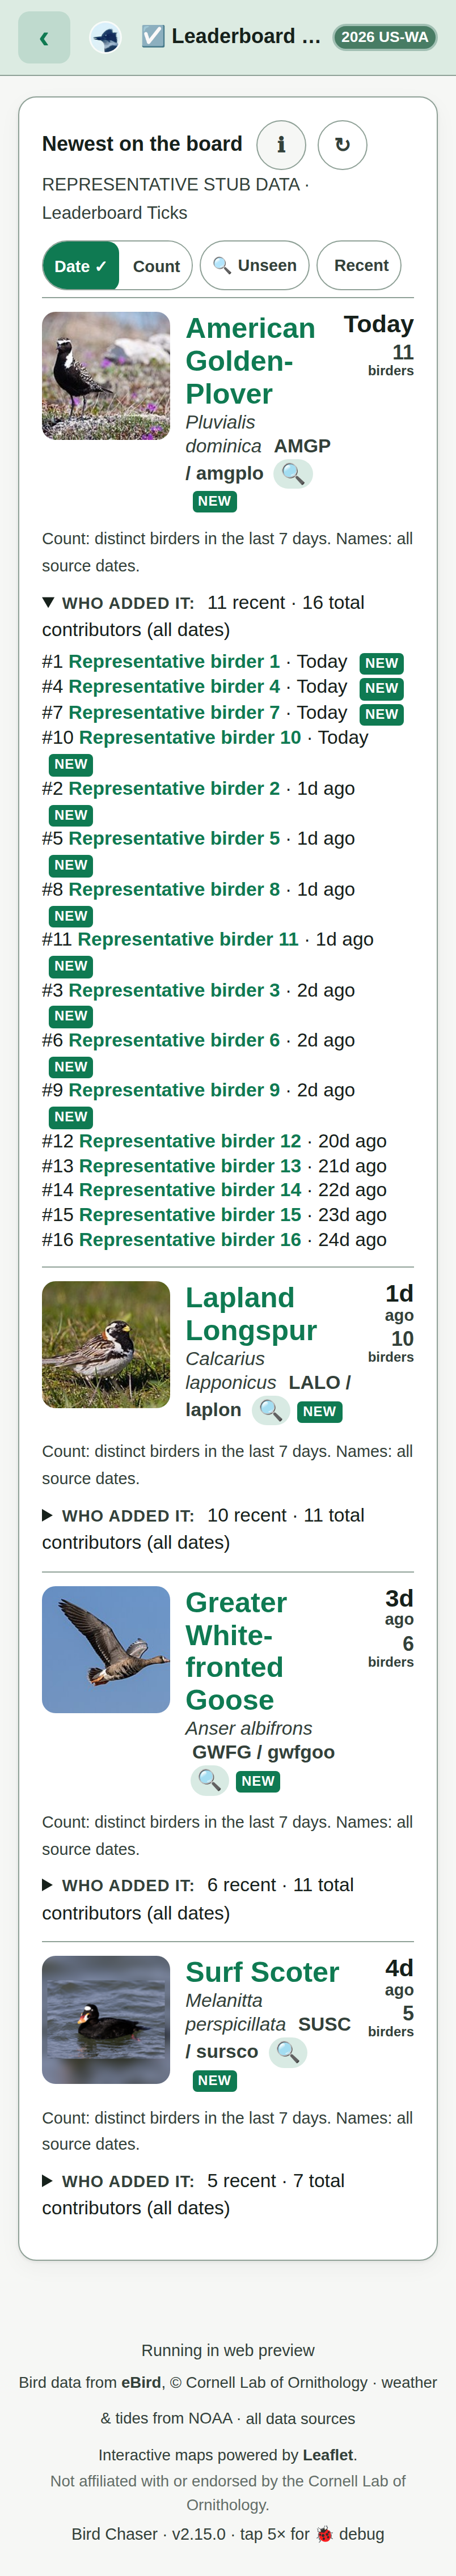 ‹ ☑️ Leaderboard … 2026 US-WA
Newest on the board ℹ ↻
REPRESENTATIVE STUB DATA ·
Leaderboard Ticks
Date ✓ Count 🔍 Unseen Recent
American Today
Golden- 11
Plover birders
Pluvialis
dominica AMGP
/ amgplo 🔍
NEW
Count: distinct birders in the last 7 days. Names: all
source dates.
▼ WHO ADDED IT: 11 recent · 16 total
contributors (all dates)
#1 Representative birder 1 · Today NEW
#4 Representative birder 4 · Today NEW
#7 Representative birder 7 · Today NEW
#10 Representative birder 10 · Today
NEW
#2 Representative birder 2 · 1d ago
NEW
#5 Representative birder 5 · 1d ago
NEW
#8 Representative birder 8 · 1d ago
NEW
#11 Representative birder 11 · 1d ago
NEW
#3 Representative birder 3 · 2d ago
NEW
#6 Representative birder 6 · 2d ago
NEW
#9 Representative birder 9 · 2d ago
NEW
#12 Representative birder 12 · 20d ago
#13 Representative birder 13 · 21d ago
#14 Representative birder 14 · 22d ago
#15 Representative birder 15 · 23d ago
#16 Representative birder 16 · 24d ago
Lapland 1d
Longspur ago
Calcarius 10
lapponicus LALO / birders
laplon 🔍 NEW
Count: distinct birders in the last 7 days. Names: all
source dates.
▶ WHO ADDED IT: 10 recent · 11 total
contributors (all dates)
Greater 3d
White- ago
fronted 6
Goose birders
Anser albifrons
GWFG / gwfgoo
🔍 NEW
Count: distinct birders in the last 7 days. Names: all
source dates.
▶ WHO ADDED IT: 6 recent · 11 total
contributors (all dates)
Surf Scoter 4d
Melanitta ago
perspicillata SUSC 5
/ sursco 🔍 birders
NEW
Count: distinct birders in the last 7 days. Names: all
source dates.
▶ WHO ADDED IT: 5 recent · 7 total
contributors (all dates)
Running in web preview
Bird data from eBird, © Cornell Lab of Ornithology · weather
& tides from NOAA · all data sources
Interactive maps powered by Leaflet.
Not affiliated with or endorsed by the Cornell Lab of
Ornithology.
Bird Chaser · v2.15.0 · tap 5× for 🐞 debug